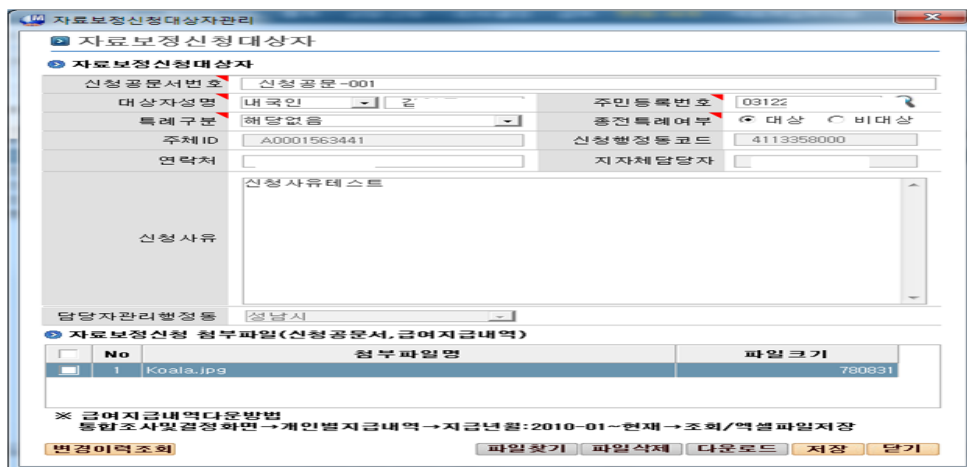 자료보정신청대상자관리
자료보정신청대상자
자료보정신청대상자
신청공문서번호 신청공문-001
대상자성명 내국인 주민등록번호 03122
특례구분 해당없음 종전특례여부 대상 비대상
주체ID A0001563441 신청행정동코드 4113358000
연락처 지자체담당자
신청사유 신청사유테스트
담당자관리행정동 성남시
자료보정신청 첨부파일(신청공문서,급여지급내역)
No 첨부파일명 파일크기
1 Koala.jpg 780831
※ 급여지급내역다운방법
통합조사및결정화면→개인별지급내역→지급년월:2010-01~현재→조회/엑셀파일저장
변경이력조회 파일찾기 파일삭제 다운로드 저장 닫기